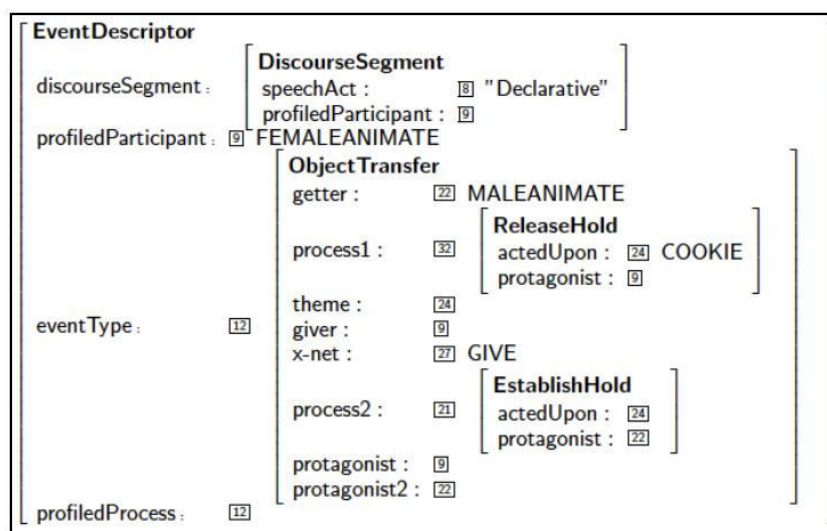 EventDescriptor
DiscourseSegment
discourseSegment : speechAct : 8 "Declarative"
profiledParticipant : 9
profiledParticipant : 9 FEMALEANIMATE
ObjectTransfer
getter : 22 MALEANIMATE
ReleaseHold
process1 : 32 actedUpon : 24 COOKIE
protagonist : 9
theme : 24
eventType : 12 giver : 9
x-net : 27 GIVE
EstablishHold
process2 : 21 actedUpon : 24
protagonist : 22
protagonist : 9
protagonist2 : 22
profiledProcess : 12